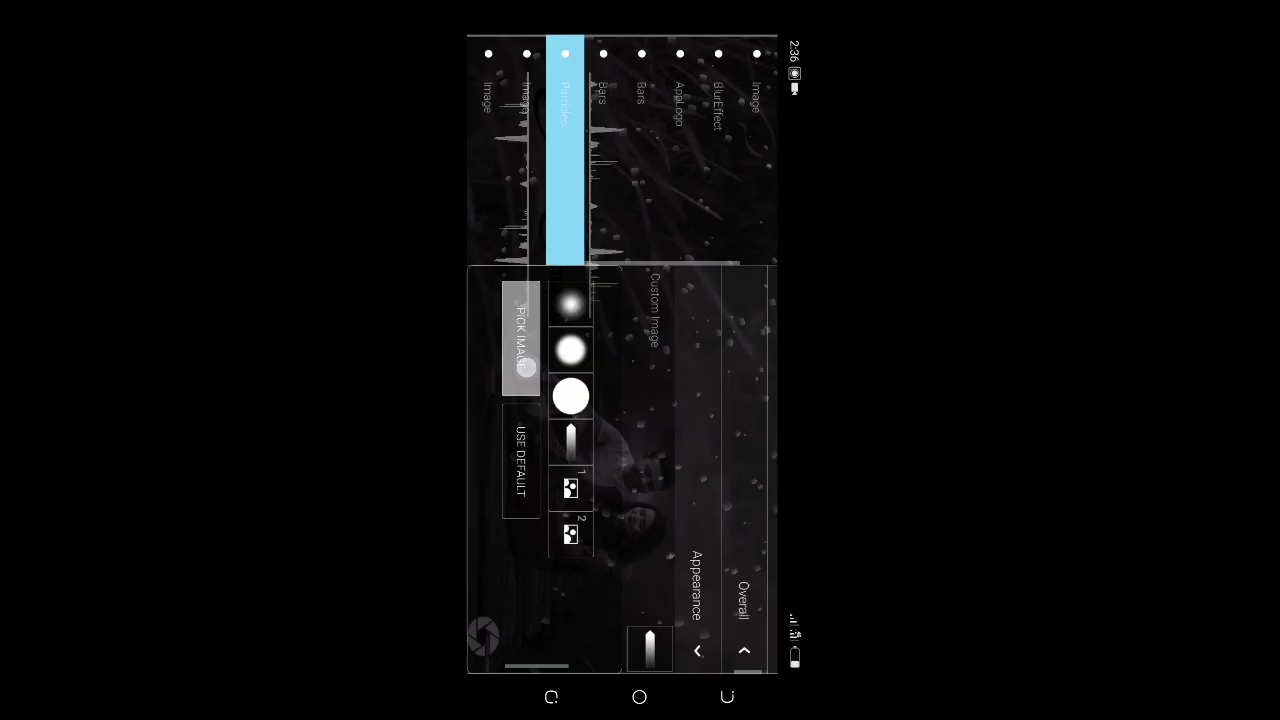 2:36
Image
BlurEffect
AppLogo
Bars
Bars
Particles
Image
Image
Overall
Appearance
Custom Image
1
2
PICK IMAGE
USE DEFAULT